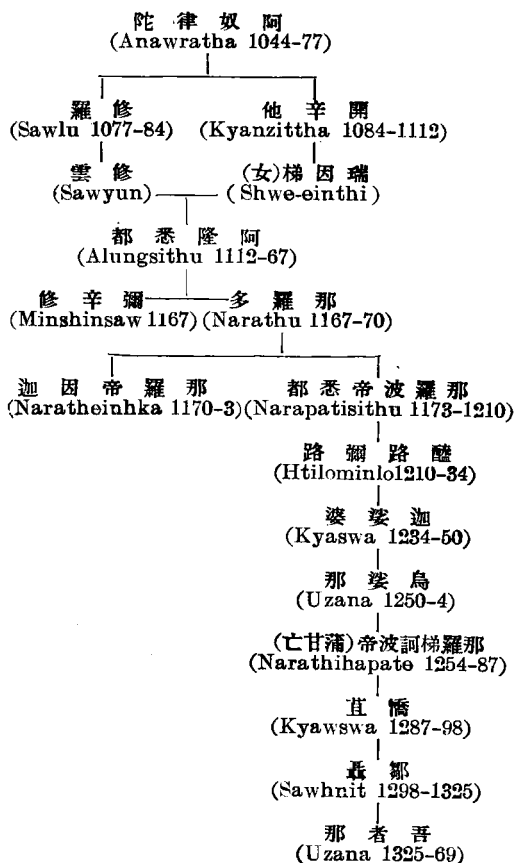 阿奴律陀
(Anawratha 1044-77)
修羅 開辛他
(Sawlu 1077-84) (Kyanzittha 1084-1112)
修雲 瑞因梯(女)
(Sawyun) (Shwe-einthi)
阿隆悉都
(Alungsithu 1112-67)
彌辛修 那羅多
(Minshinsaw 1167) (Narathu 1167-70)
那羅帝因迦 那羅波帝悉都
(Naratheinhka 1170-3) (Narapatisithu 1173-1210)
醯路彌路
(Htilominlo1210-34)
迦娑婆
(Kyaswa 1234-50)
烏娑那
(Uzana 1250-4)
那羅梯訶波帝(蒲甘亡)
(Narathihapate 1254-87)
憍苴
(Kyawswa 1287-98)
鄒聶
(Sawhnit 1298-1325)
吾者那
(Uzana 1325-69)